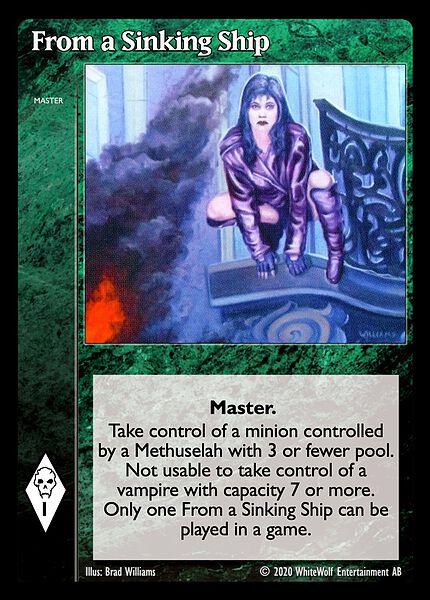 From a Sinking Ship
MASTER
WILLIAMS
Master.
Take control of a minion controlled
by a Methuselah with 3 or fewer pool.
Not usable to take control of a
vampire with capacity 7 or more.
Only one From a Sinking Ship can be
played in a game.
I
Illus: Brad Williams
© 2020 WhiteWolf Entertainment AB